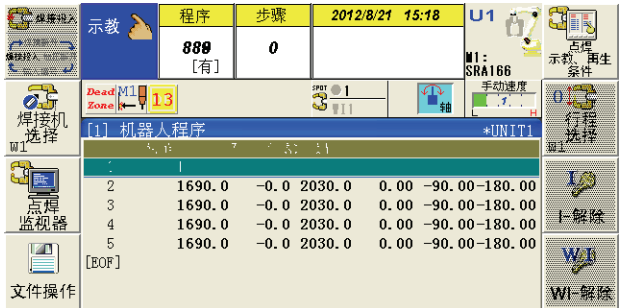 焊接投入
示教
程序
889
[有]
步骤
0
2012/8/21 15:18
U1
M1:
SRA166
点焊
示教、再生
条件
焊接机
选择
W1
Dead
Zone
M1
13
SPOT
1
轴
手动速度
H
行程
选择
[1] 机器人程序
*UNIT1
1
2 1690.0 -0.0 2030.0 0.00 -90.00-180.00
3 1690.0 -0.0 2030.0 0.00 -90.00-180.00
4 1690.0 -0.0 2030.0 0.00 -90.00-180.00
5 1690.0 -0.0 2030.0 0.00 -90.00-180.00
[EOF]
点焊
监视器
I-解除
文件操作
WI-解除